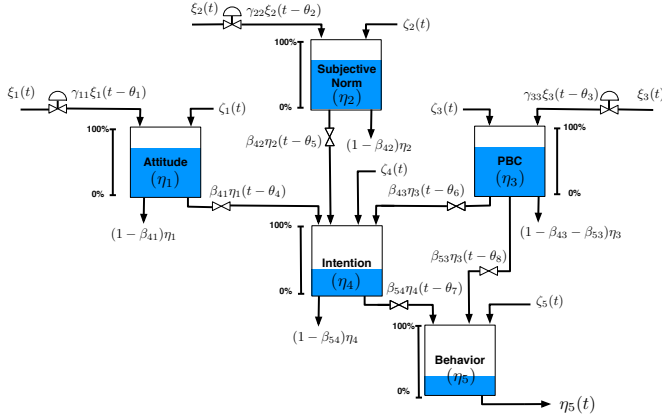 ξ₂(t)
γ₂₂ξ₂(t − θ₂)
ζ₂(t)
100%
Subjective
Norm
(η₂)
0%
ξ₁(t)
γ₁₁ξ₁(t − θ₁)
ζ₁(t)
ζ₃(t)
γ₃₃ξ₃(t − θ₃)
ξ₃(t)
100%
Attitude
(η₁)
0%
β₄₂η₂(t − θ₅)
(1 − β₄₂)η₂
100%
PBC
(η₃)
0%
ζ₄(t)
β₄₁η₁(t − θ₄)
β₄₃η₃(t − θ₆)
(1 − β₄₁)η₁
(1 − β₄₃ − β₅₃)η₃
100%
Intention
(η₄)
0%
β₅₃η₃(t − θ₈)
β₅₄η₄(t − θ₇)
ζ₅(t)
(1 − β₅₄)η₄
100%
Behavior
(η₅)
0%
η₅(t)